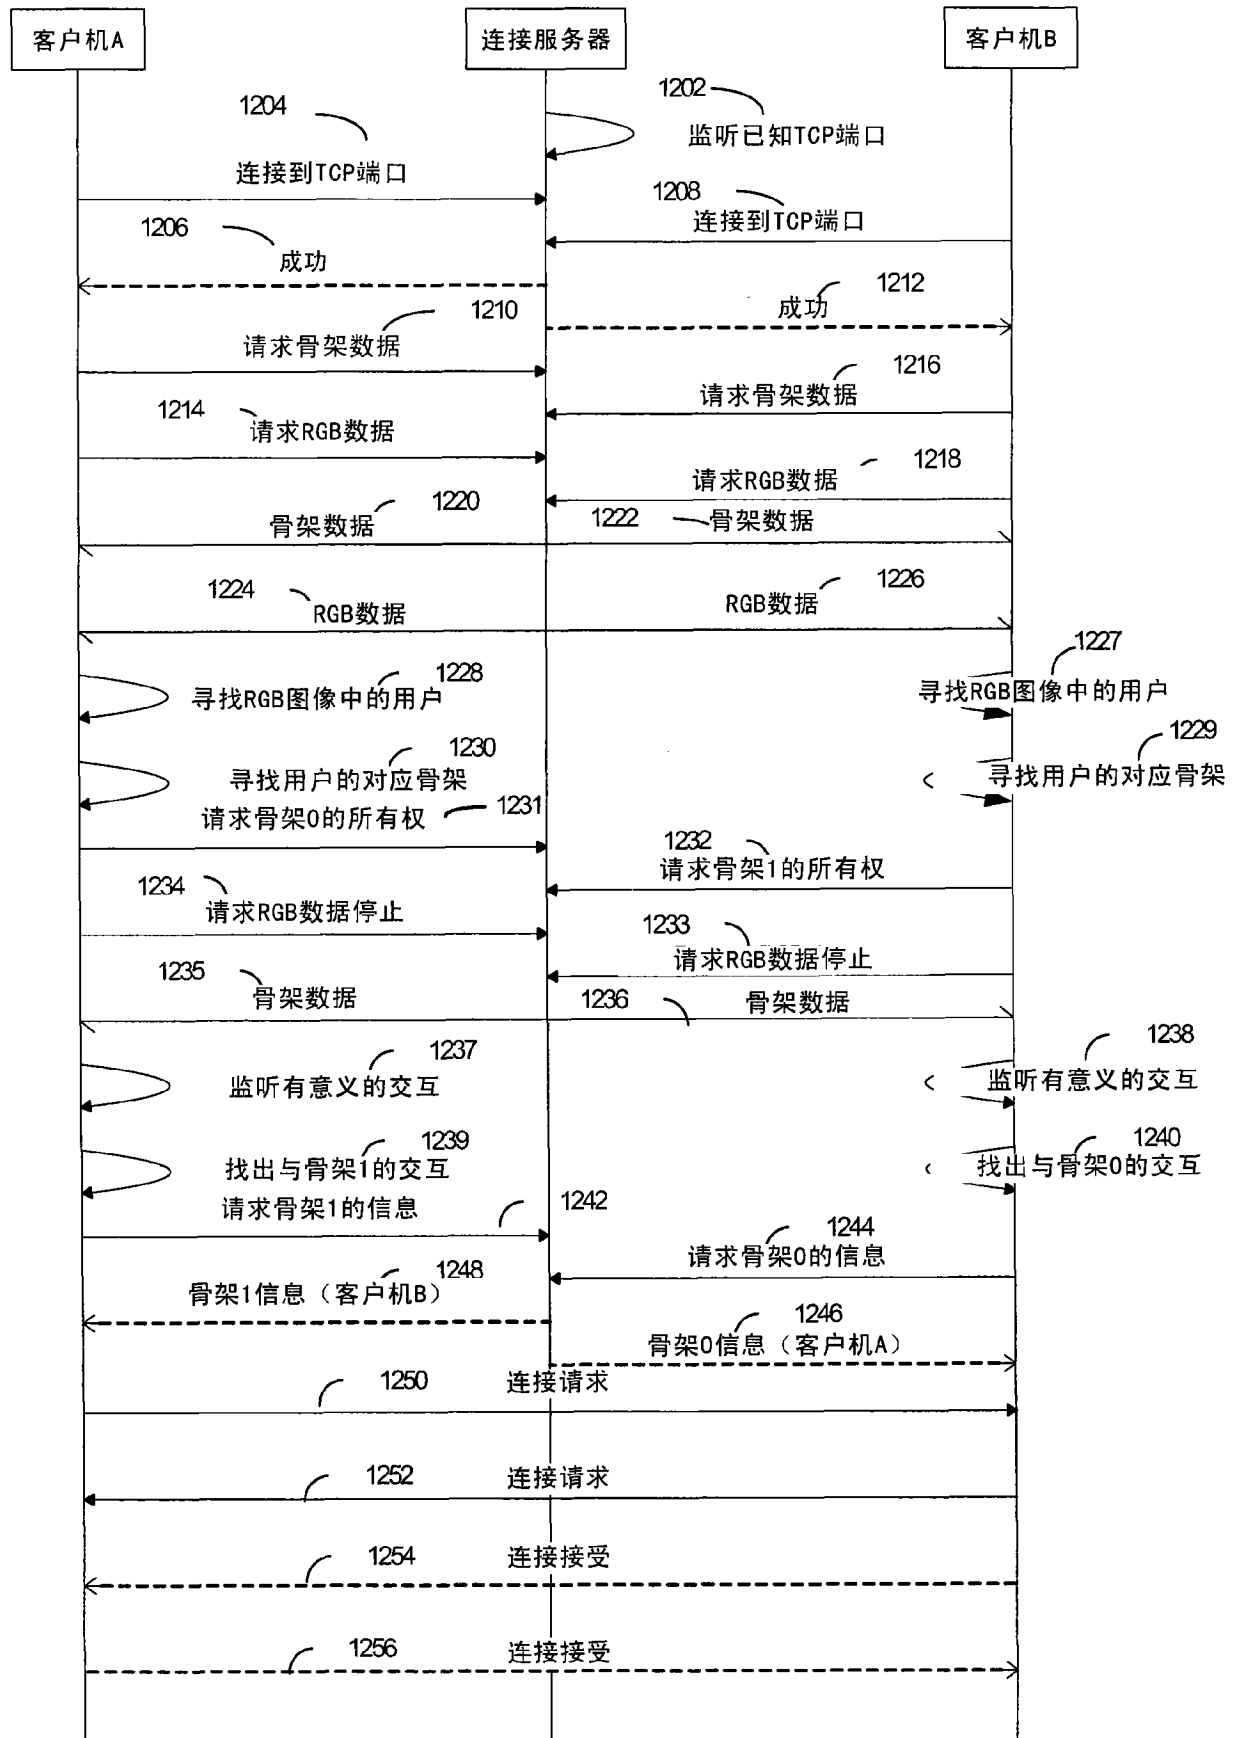 客户机A
连接服务器
客户机B
1202
监听已知TCP端口
1204
连接到TCP端口
1208
连接到TCP端口
1206
成功
1212
成功
1210
请求骨架数据
1216
请求骨架数据
1214
请求RGB数据
1218
请求RGB数据
1220
骨架数据
1222
骨架数据
1224
RGB数据
1226
RGB数据
1228
寻找RGB图像中的用户
1227
寻找RGB图像中的用户
1230
寻找用户的对应骨架
1229
寻找用户的对应骨架
1231
请求骨架0的所有权
1232
请求骨架1的所有权
1234
请求RGB数据停止
1233
请求RGB数据停止
1235
骨架数据
1236
骨架数据
1237
监听有意义的交互
1238
监听有意义的交互
1239
找出与骨架1的交互
1240
找出与骨架0的交互
请求骨架1的信息
1242
1244
请求骨架0的信息
1248
骨架1信息（客户机B）
1246
骨架0信息（客户机A）
1250
连接请求
1252
连接请求
1254
连接接受
1256
连接接受